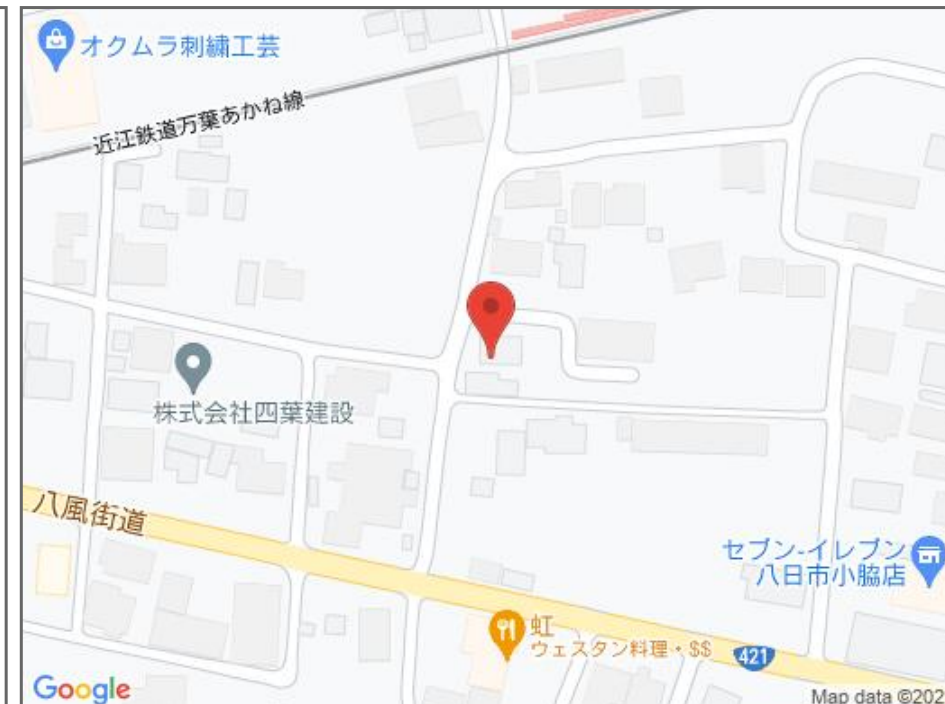 オクムラ刺繍工芸
近江鉄道万葉あかね線
株式会社四葉建設
八風街道
セブン-イレブン
八日市小脇店
虹
ウェスタン料理・$$
421
Google
Map data ©202